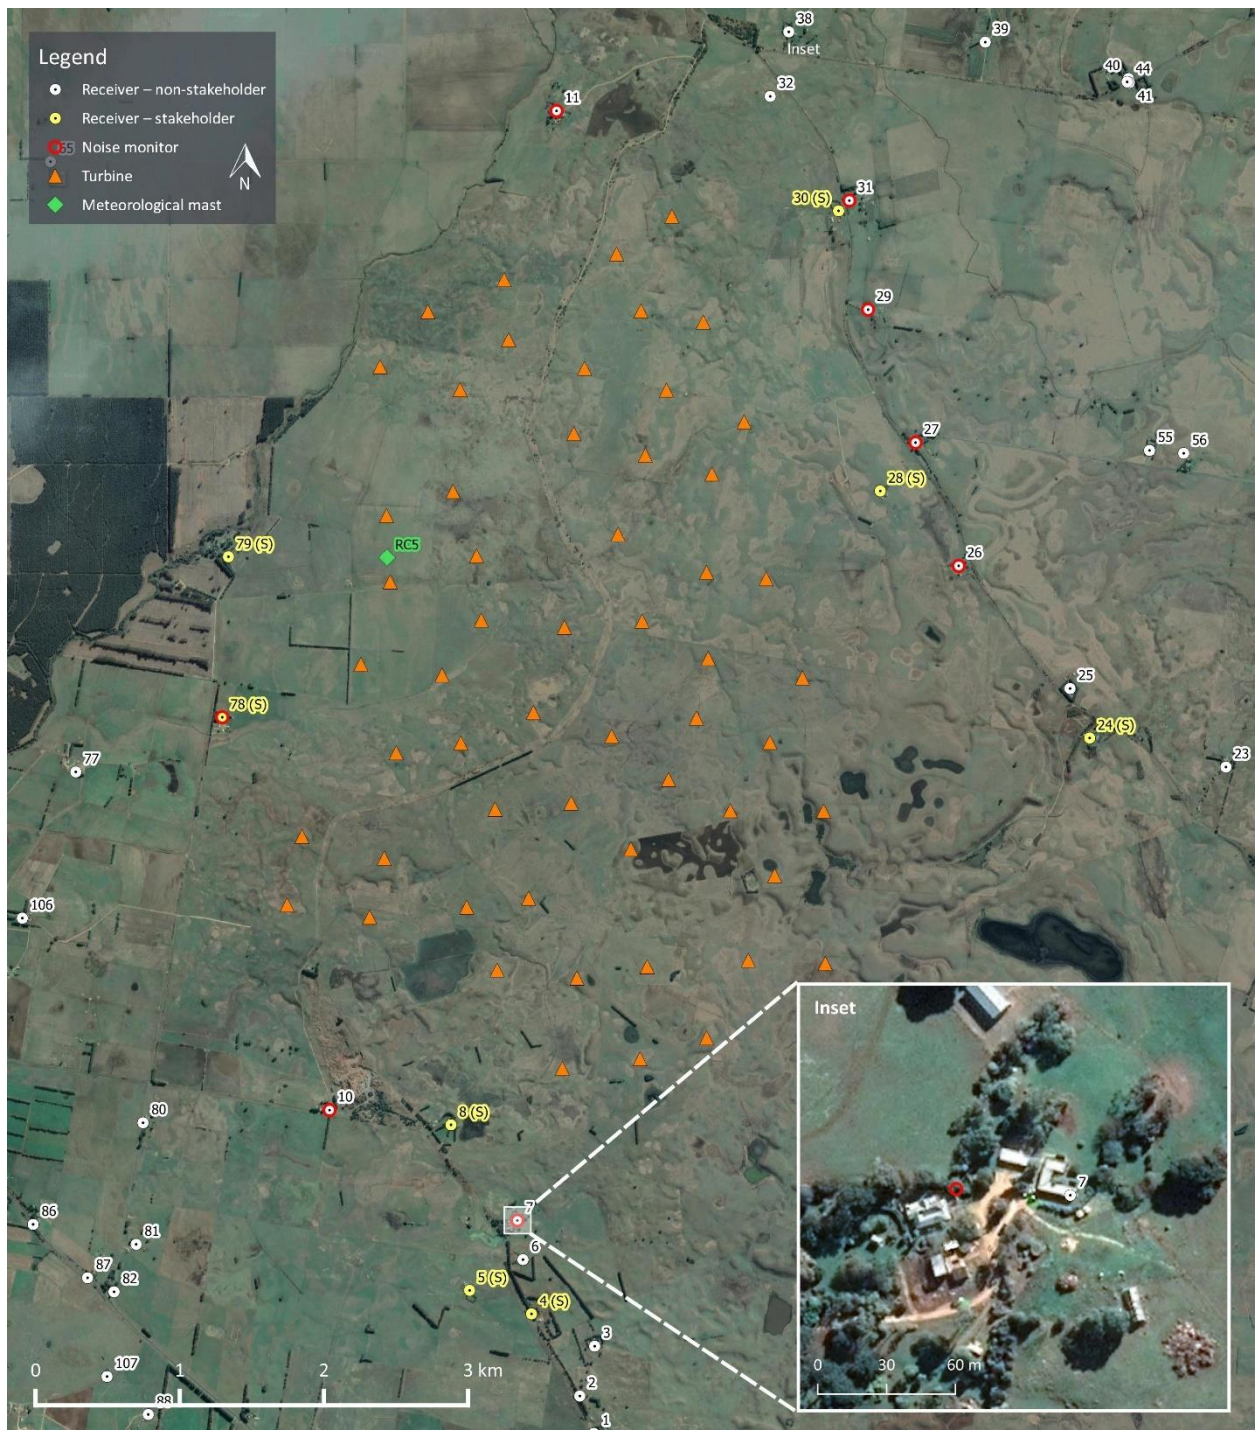 Legend
Receiver – non-stakeholder
Receiver – stakeholder
Noise monitor
Turbine
Meteorological mast
N
38
Inset
39
40
44
41
32
11
31
30 (S)
29
27
28 (S)
55
56
26
79 (S)
RC5
25
24 (S)
23
78 (S)
77
106
10
8 (S)
80
7
6
5 (S)
4 (S)
3
2
1
86
81
87
82
107
88
0
1
2
3 km
Inset
7
0
30
60 m